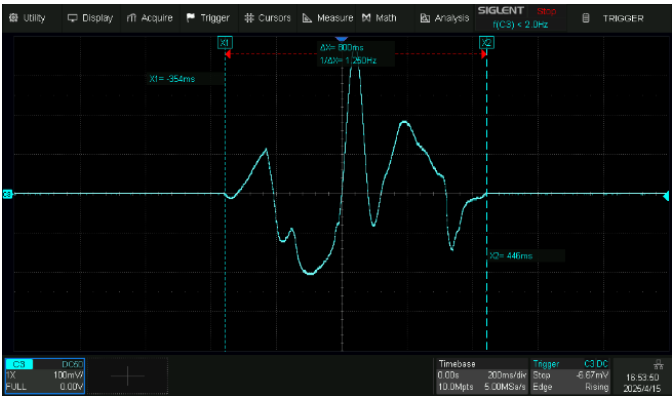 Utility Display Acquire Trigger Cursors Measure Math Analysis SIGLENT Stop TRIGGER
f(C3) < 2.0Hz
X1 X2
ΔX= 800ms
1/ΔX= 1.250Hz
X1= -354ms
C3
X2= 446ms
C3 DC50
1X 100mV/
FULL 0.00V
Timebase
0.00s 200ms/div
10.0Mpts 5.00MSa/s
Trigger C3 DC
Stop -6.67mV
Edge Rising
16:53:50
2025/4/15